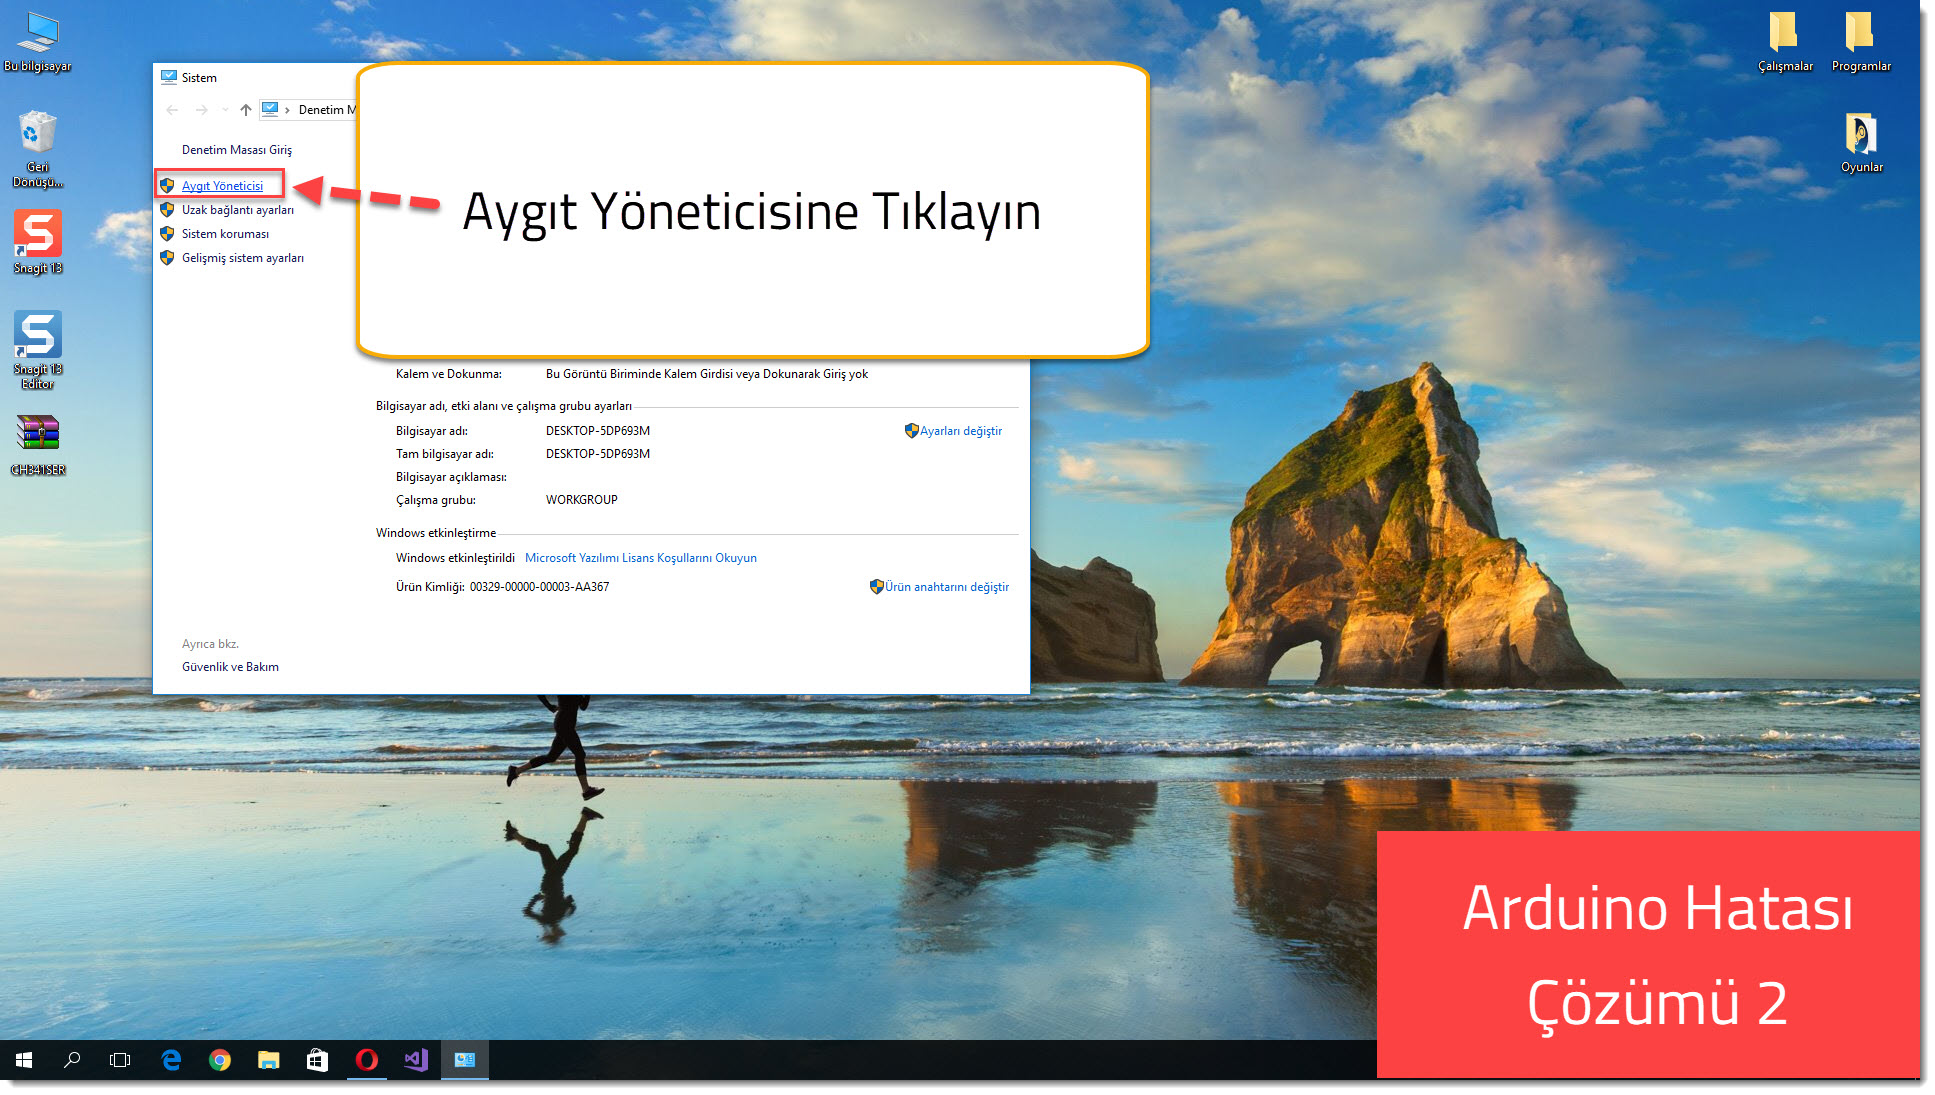 Bu bilgisayar
Geri
Dönüşü...
Snagit 13
Snagit 13
Editor
CH341SER
Çalışmalar
Programlar
Oyunlar
Sistem
Denetim M
Denetim Masası Giriş
Aygıt Yöneticisi
Uzak bağlantı ayarları
Sistem koruması
Gelişmiş sistem ayarları
Aygıt Yöneticisine Tıklayın
Kalem ve Dokunma: Bu Görüntü Biriminde Kalem Girdisi veya Dokunarak Giriş yok
Bilgisayar adı, etki alanı ve çalışma grubu ayarları
Bilgisayar adı: DESKTOP-5DP693M Ayarları değiştir
Tam bilgisayar adı: DESKTOP-5DP693M
Bilgisayar açıklaması:
Çalışma grubu: WORKGROUP
Windows etkinleştirme
Windows etkinleştirildi Microsoft Yazılımı Lisans Koşullarını Okuyun
Ürün Kimliği: 00329-00000-00003-AA367 Ürün anahtarını değiştir
Ayrıca bkz.
Güvenlik ve Bakım
Arduino Hatası
Çözümü 2